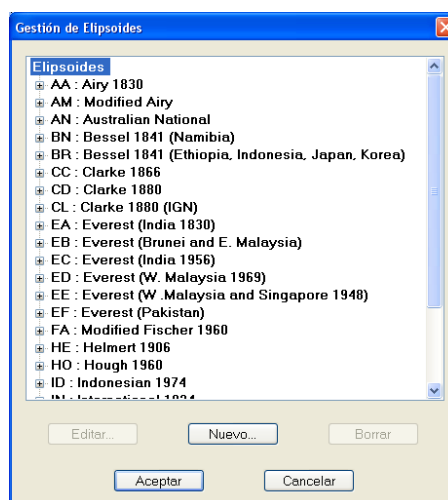 Gestión de Elipsoides
Elipsoides
AA : Airy 1830
AM : Modified Airy
AN : Australian National
BN : Bessel 1841 (Namibia)
BR : Bessel 1841 (Ethiopia, Indonesia, Japan, Korea)
CC : Clarke 1866
CD : Clarke 1880
CL : Clarke 1880 (IGN)
EA : Everest (India 1830)
EB : Everest (Brunei and E. Malaysia)
EC : Everest (India 1956)
ED : Everest (W. Malaysia 1969)
EE : Everest (W .Malaysia and Singapore 1948)
EF : Everest (Pakistan)
FA : Modified Fischer 1960
HE : Helmert 1906
HO : Hough 1960
ID : Indonesian 1974
IN : International 1924
Editar...
Nuevo...
Borrar
Aceptar
Cancelar